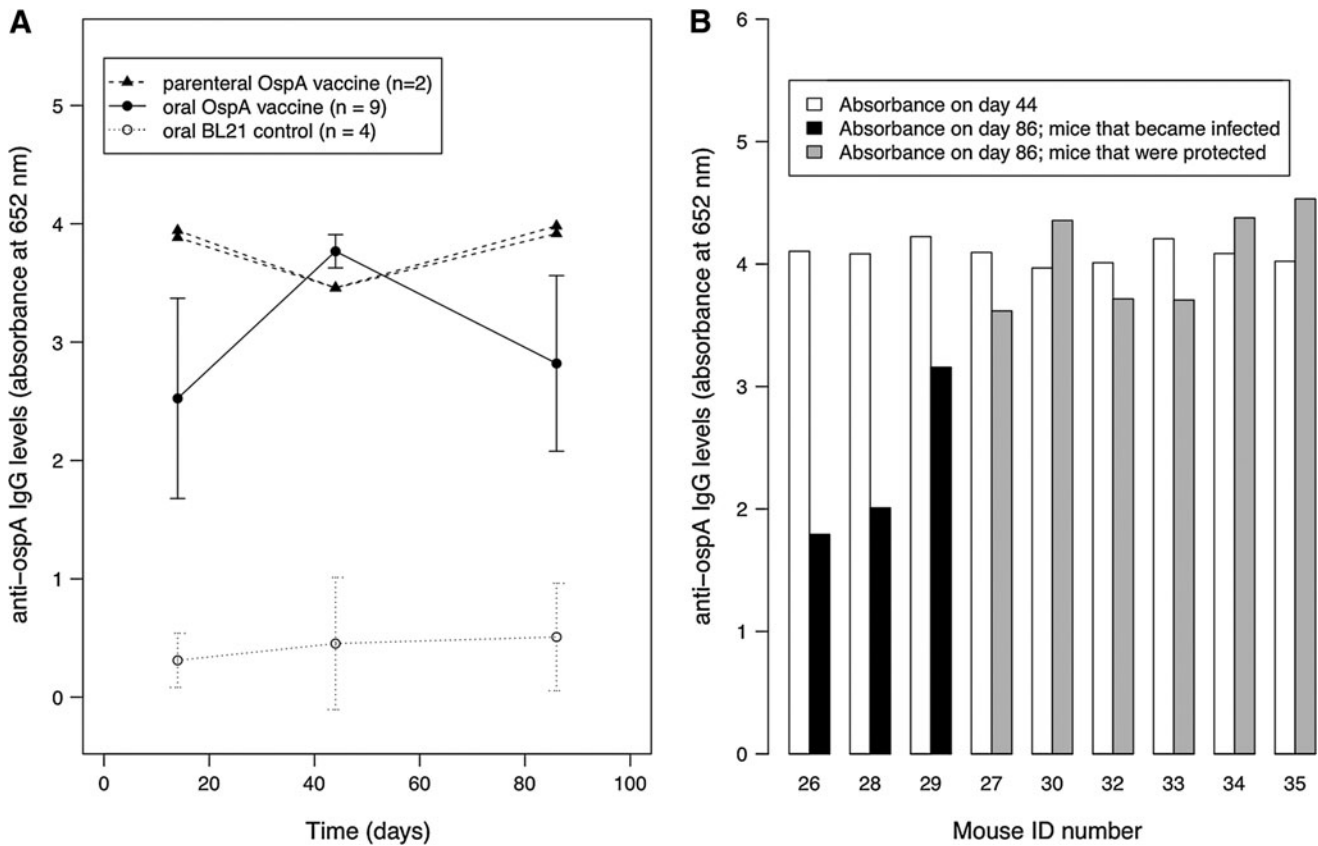 A
parenteral OspA vaccine (n=2)
oral OspA vaccine (n = 9)
oral BL21 control (n = 4)
anti−ospA IgG levels (absorbance at 652 nm)
5
4
3
2
1
0
0 20 40 60 80 100
Time (days)
B
Absorbance on day 44
Absorbance on day 86; mice that became infected
Absorbance on day 86; mice that were protected
anti−ospA IgG levels (absorbance at 652 nm)
6
5
4
3
2
1
0
26 28 29 27 30 32 33 34 35
Mouse ID number